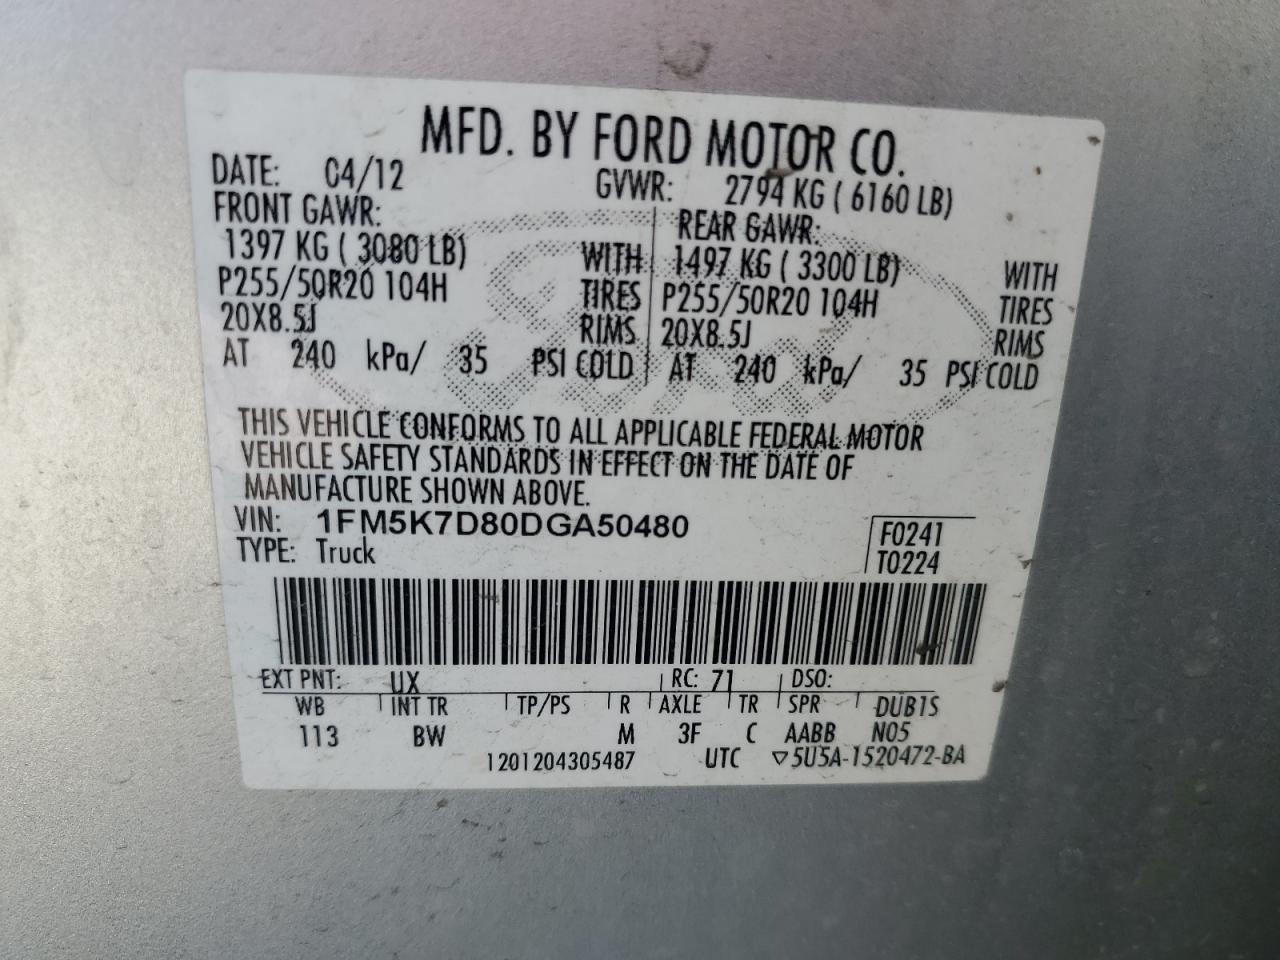 MFD. BY FORD MOTOR CO.
DATE: 04/12 GVWR: 2794 KG ( 6160 LB)
FRONT GAWR: REAR GAWR:
1397 KG ( 3080 LB) WITH 1497 KG ( 3300 LB) WITH
P255/50R20 104H TIRES P255/50R20 104H TIRES
20X8.5J RIMS 20X8.5J RIMS
AT 240 kPa/ 35 PSI COLD AT 240 kPa/ 35 PSI COLD
THIS VEHICLE CONFORMS TO ALL APPLICABLE FEDERAL MOTOR
VEHICLE SAFETY STANDARDS IN EFFECT ON THE DATE OF
MANUFACTURE SHOWN ABOVE.
VIN: 1FM5K7D80DGA50480 F0241
TYPE: Truck T0224
EXT PNT: UX RC: 71 DSO:
WB INT TR TP/PS R AXLE TR SPR DUB1S
113 BW M 3F C AABB N05
1201204305487 UTC ▽5U5A-1520472-BA
Ford